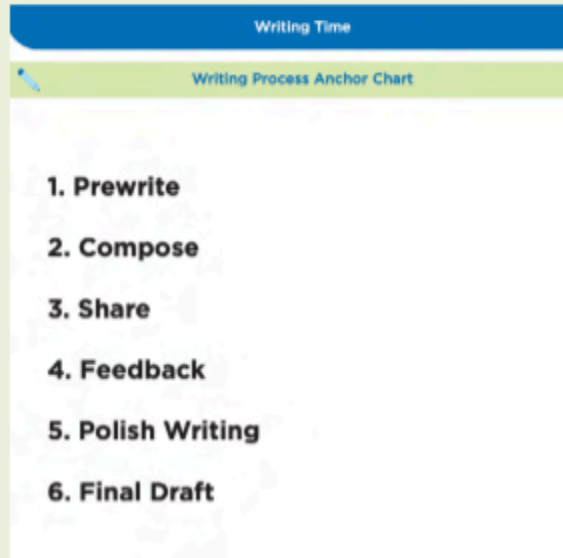 Writing Time
Writing Process Anchor Chart
1. Prewrite
2. Compose
3. Share
4. Feedback
5. Polish Writing
6. Final Draft